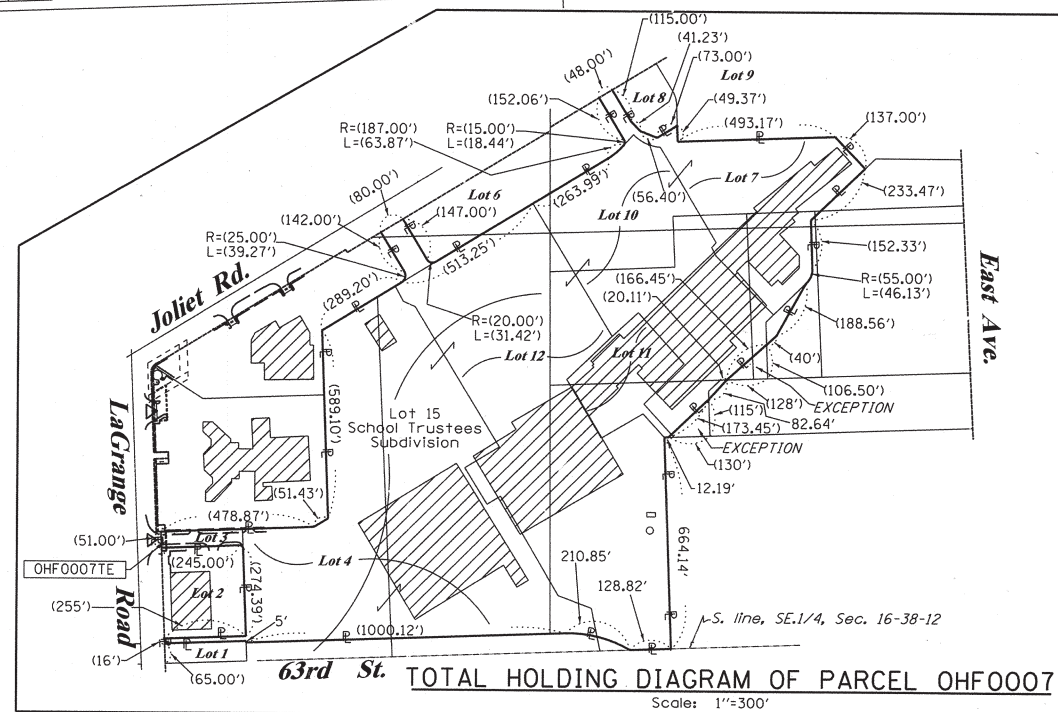 (115.00')
(41.23')
(73.00')
Lot 9
(48.00')
Lot 8
(152.06')
(49.37')
(493.17')
(137.00')
R=(187.00')
L=(63.87')
R=(15.00')
L=(18.44')
Lot 7
(233.47')
(80.00')
Lot 6
(263.99')
(56.40')
(147.00')
Lot 10
(142.00')
R=(25.00')
L=(39.27')
(513.25')
(152.33')
East Ave.
Joliet Rd.
(289.20')
(166.45')
(20.11')
R=(55.00')
L=(46.13')
R=(20.00')
L=(31.42')
(188.56')
Lot 12
Lot 11
(40')
(106.50')
(128')
EXCEPTION
(589.10')
Lot 15
School Trustees
Subdivision
(115')
82.64'
(173.45')
EXCEPTION
(130')
12.19'
LaGrange
Road
(51.43')
(478.87')
(51.00')
Lot 3
OHF0007TE
(245.00')
Lot 4
664.14'
(274.39')
Lot 2
210.85'
(255')
128.82'
5'
(1000.12')
S. line, SE.1/4, Sec. 16-38-12
(16')
Lot 1
(65.00')
63rd St.
TOTAL HOLDING DIAGRAM OF PARCEL OHF0007
Scale: 1"=300'